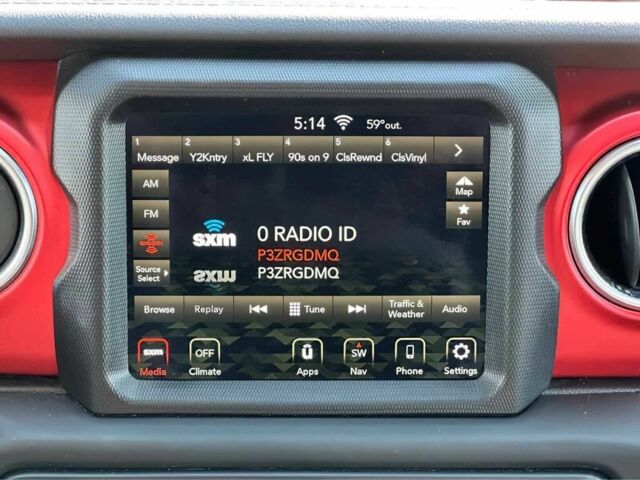 5:14 59°out.
1 2 3 4 5 6
Message Y2Kntry xL FLY 90s on 9 ClsRewnd ClsVinyl
AM
Map
FM
Fav
sxm 0 RADIO ID
P3ZRGDMQ
P3ZRGDMQ
Source
Select
Browse Replay Tune Traffic & Weather Audio
sxm OFF Ü SW
Media Climate Apps Nav Phone Settings